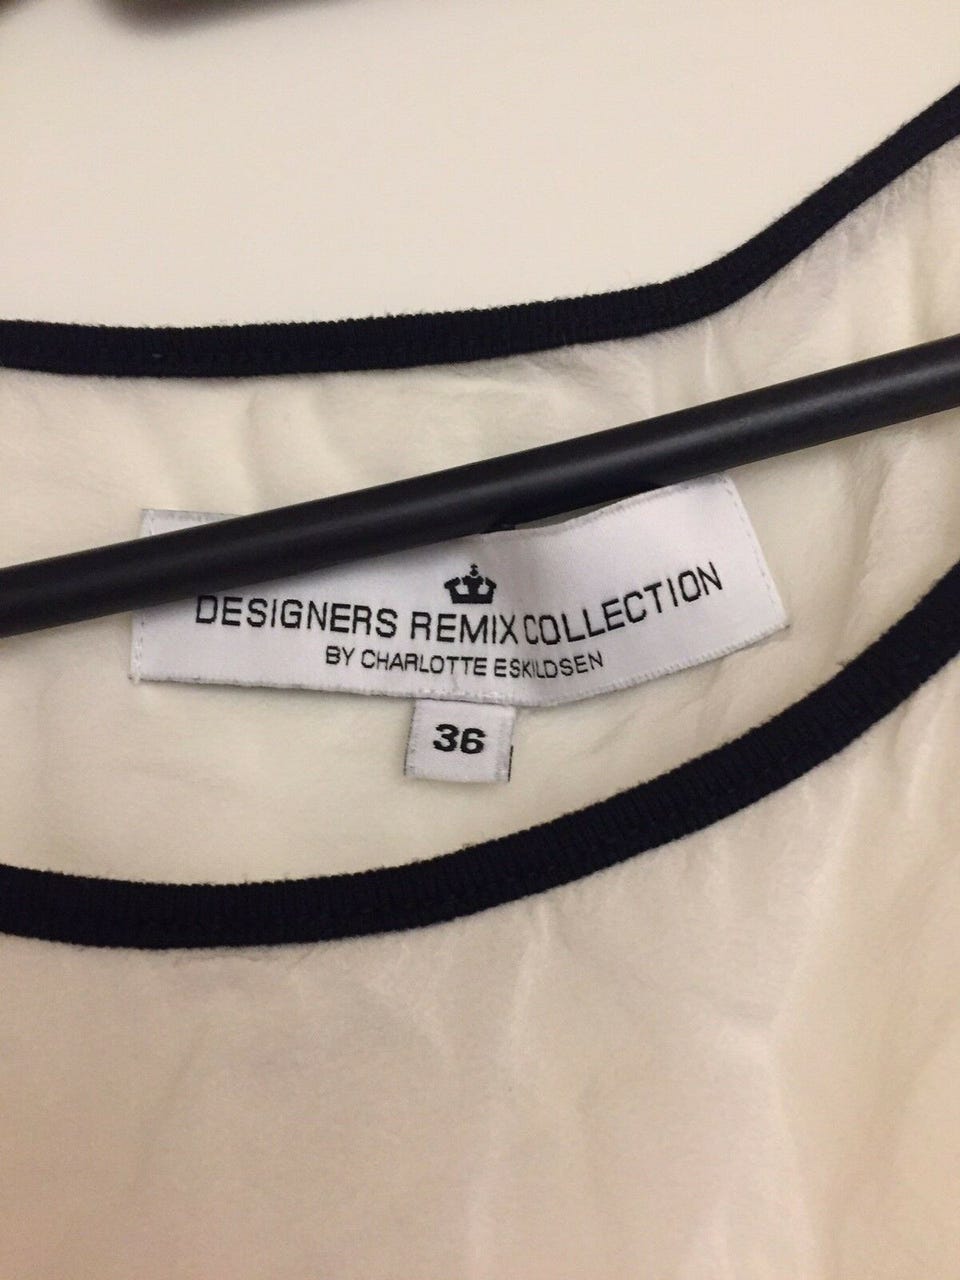 DESIGNERS REMIX COLLECTION
BY CHARLOTTE ESKILDSEN
36